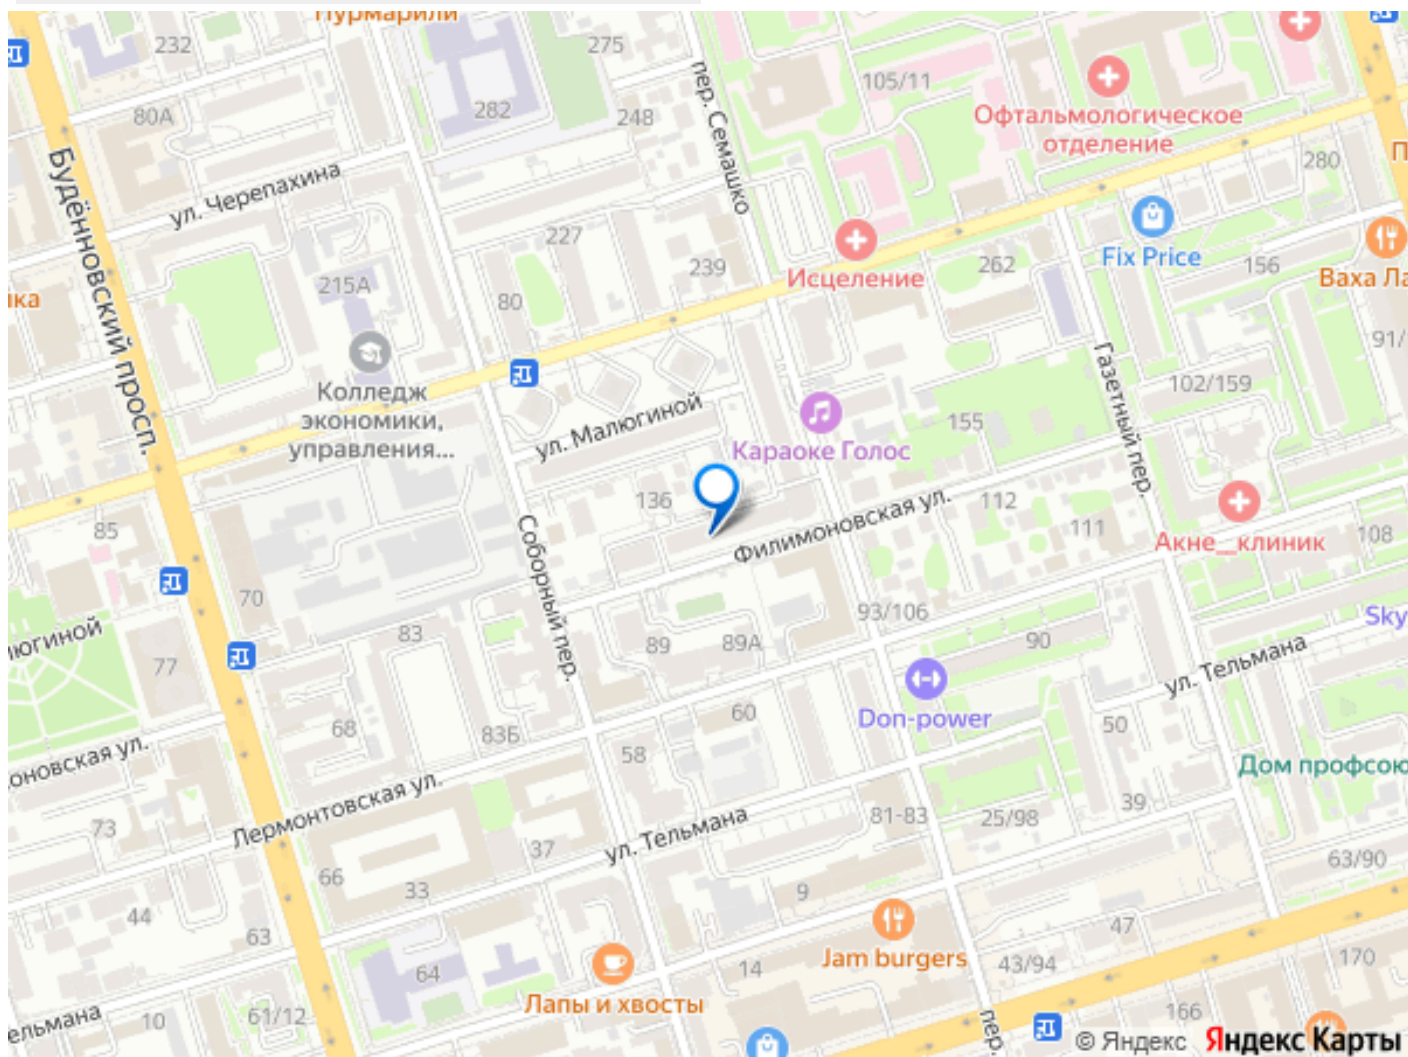 Пурмарили
232
275
80А
282
248
пер. Семашко
105/11
Офтальмологическое
отделение
280
П
Будённовский просп.
ул. Черепахина
227
239
215А
80
Исцеление
262
Fix Price
156
Ваха Ла
ика
91/
Колледж
экономики,
управления...
ул. Малюгиной
Караоке Голос
155
Газетный пер.
102/159
136
85
Соборный пер.
Филимоновская ул.
112
111
Акне__клиник
108
70
83
89
89А
93/106
90
Sky
югиной
77
ул. Тельмана
Don-power
68
83Б
60
58
50
оновская ул.
Дом профсою
Лермонтовская ул.
73
ул. Тельмана
81-83
25/98
39
37
66
33
9
63/90
44
63
47
Jam burgers
43/94
170
64
14
Лапы и хвосты
ельмана
10
61/12
166
пер.
© Яндекс Яндекс Карты